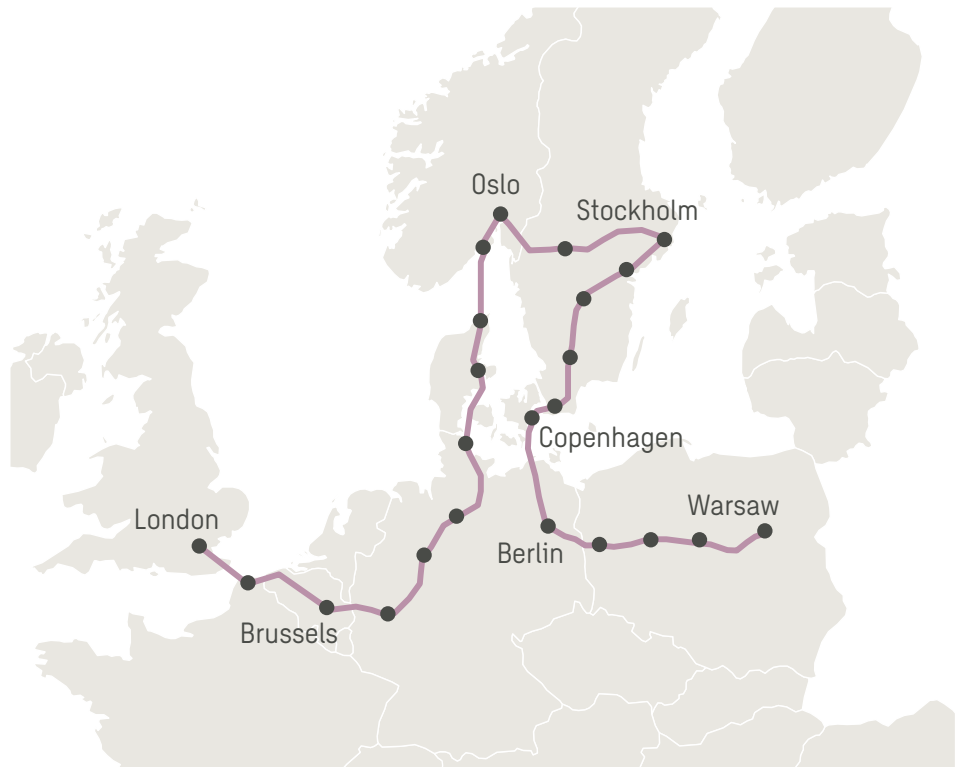 Oslo
Stockholm
Copenhagen
Warsaw
London
Berlin
Brussels